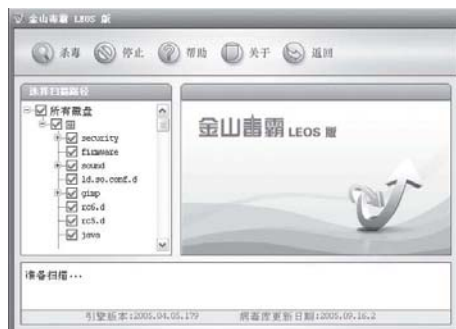 金山毒霸 LEOS 版
杀毒 停止 帮助 关于 返回
选择扫描路径
所有磁盘
security
firmware
sound
ld.so.conf.d
gimp
rc6.d
rc5.d
java
金山毒霸 LEOS 版
准备扫描...
引擎版本:2005.04.05.179 病毒库更新日期:2005.09.16.2